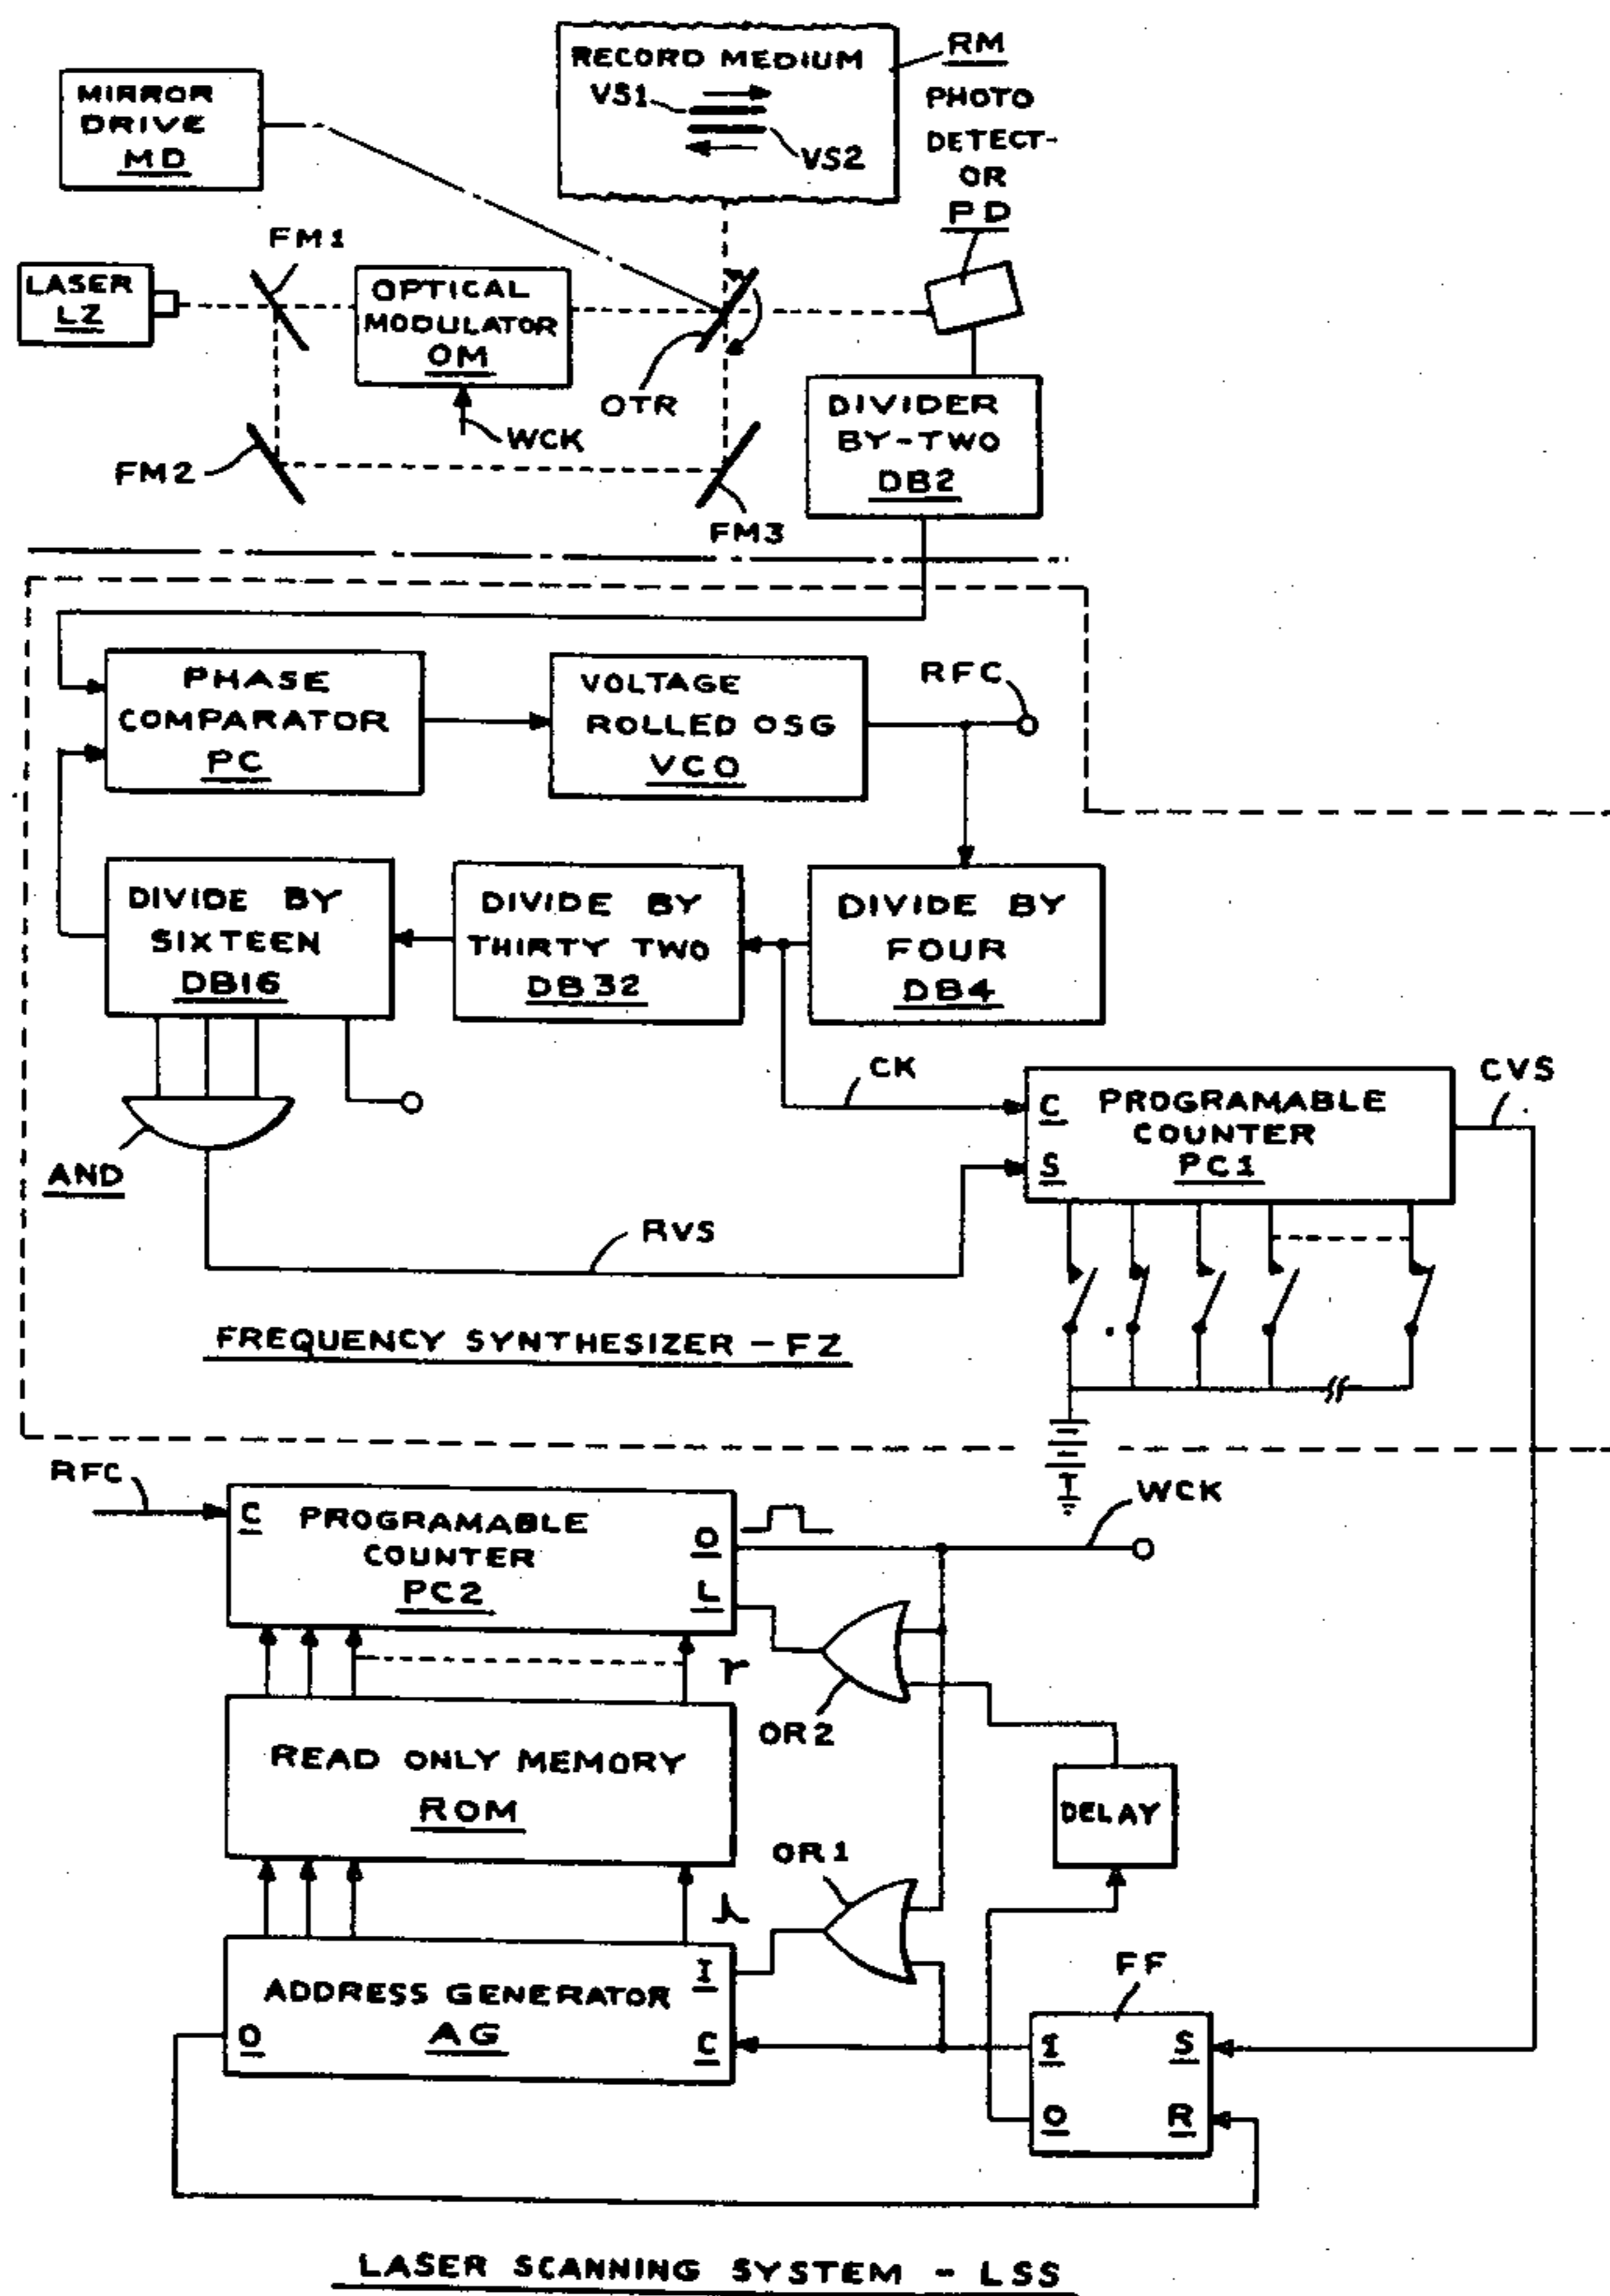 RECORD MEDIUM
VS1
VS2
RM
PHOTO
DETECT-
OR
PD
MIRROR
DRIVE
MD
FM1
LASER
LZ
OPTICAL
MODULATOR
OM
OTR
WCK
FM2
FM3
DIVIDER
BY-TWO
DB2
PHASE
COMPARATOR
PC
VOLTAGE
ROLLED OSG
VCO
RFC
DIVIDE BY
SIXTEEN
DB16
DIVIDE BY
THIRTY TWO
DB32
DIVIDE BY
FOUR
DB4
AND
CK
RVS
C
S
PROGRAMABLE
COUNTER
PC1
CVS
FREQUENCY SYNTHESIZER - FZ
RFC
C
PROGRAMABLE
COUNTER
PC2
O
L
WCK
r
OR2
READ ONLY MEMORY
ROM
DELAY
OR1
ADDRESS GENERATOR
AG
O
I
C
FF
1
S
O
R
LASER SCANNING SYSTEM - LSS